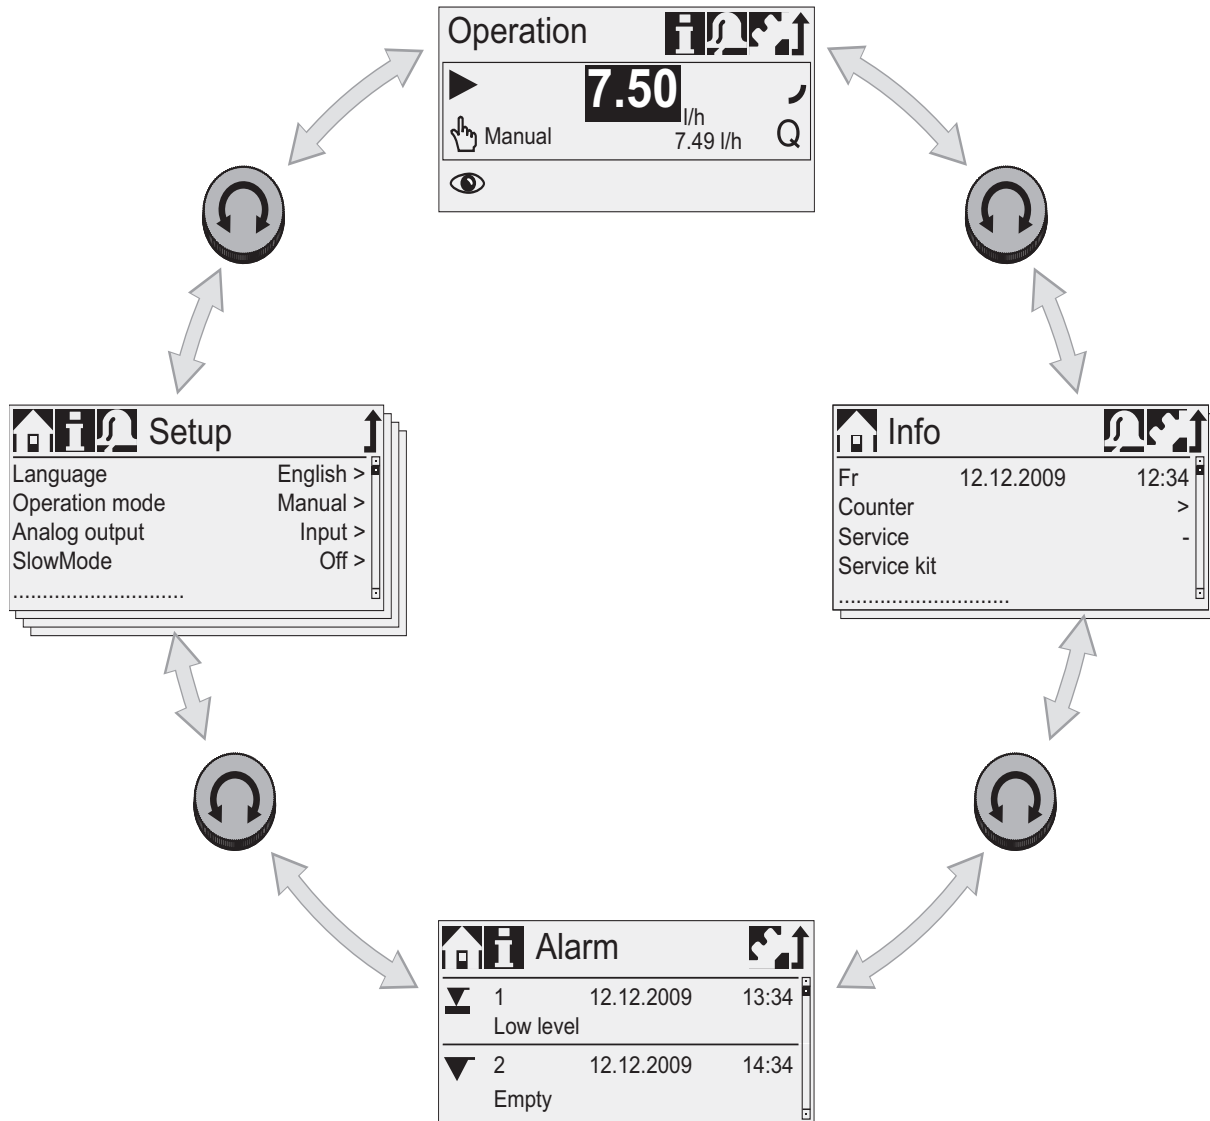 Operation
7.50
l/h
Manual
7.49 l/h
Q
Setup
Language English >
Operation mode Manual >
Analog output Input >
SlowMode Off >
.............................
Info
Fr 12.12.2009 12:34
Counter >
Service -
Service kit
.............................
Alarm
1 12.12.2009 13:34
Low level
2 12.12.2009 14:34
Empty